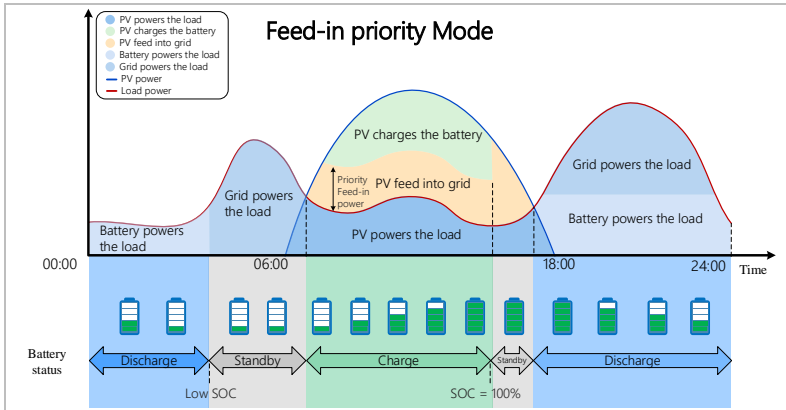 Feed-in priority Mode
PV powers the load
PV charges the battery
PV feed into grid
Battery powers the load
Grid powers the load
PV power
Load power
PV charges the battery
Grid powers the load
Priority
Feed-in
power
PV feed into grid
Grid powers
the load
Battery powers
the load
PV powers the load
Battery powers the load
00:00
06:00
18:00
24:00
Time
Battery
status
Discharge
Standby
Charge
Standby
Discharge
Low SOC
SOC = 100%